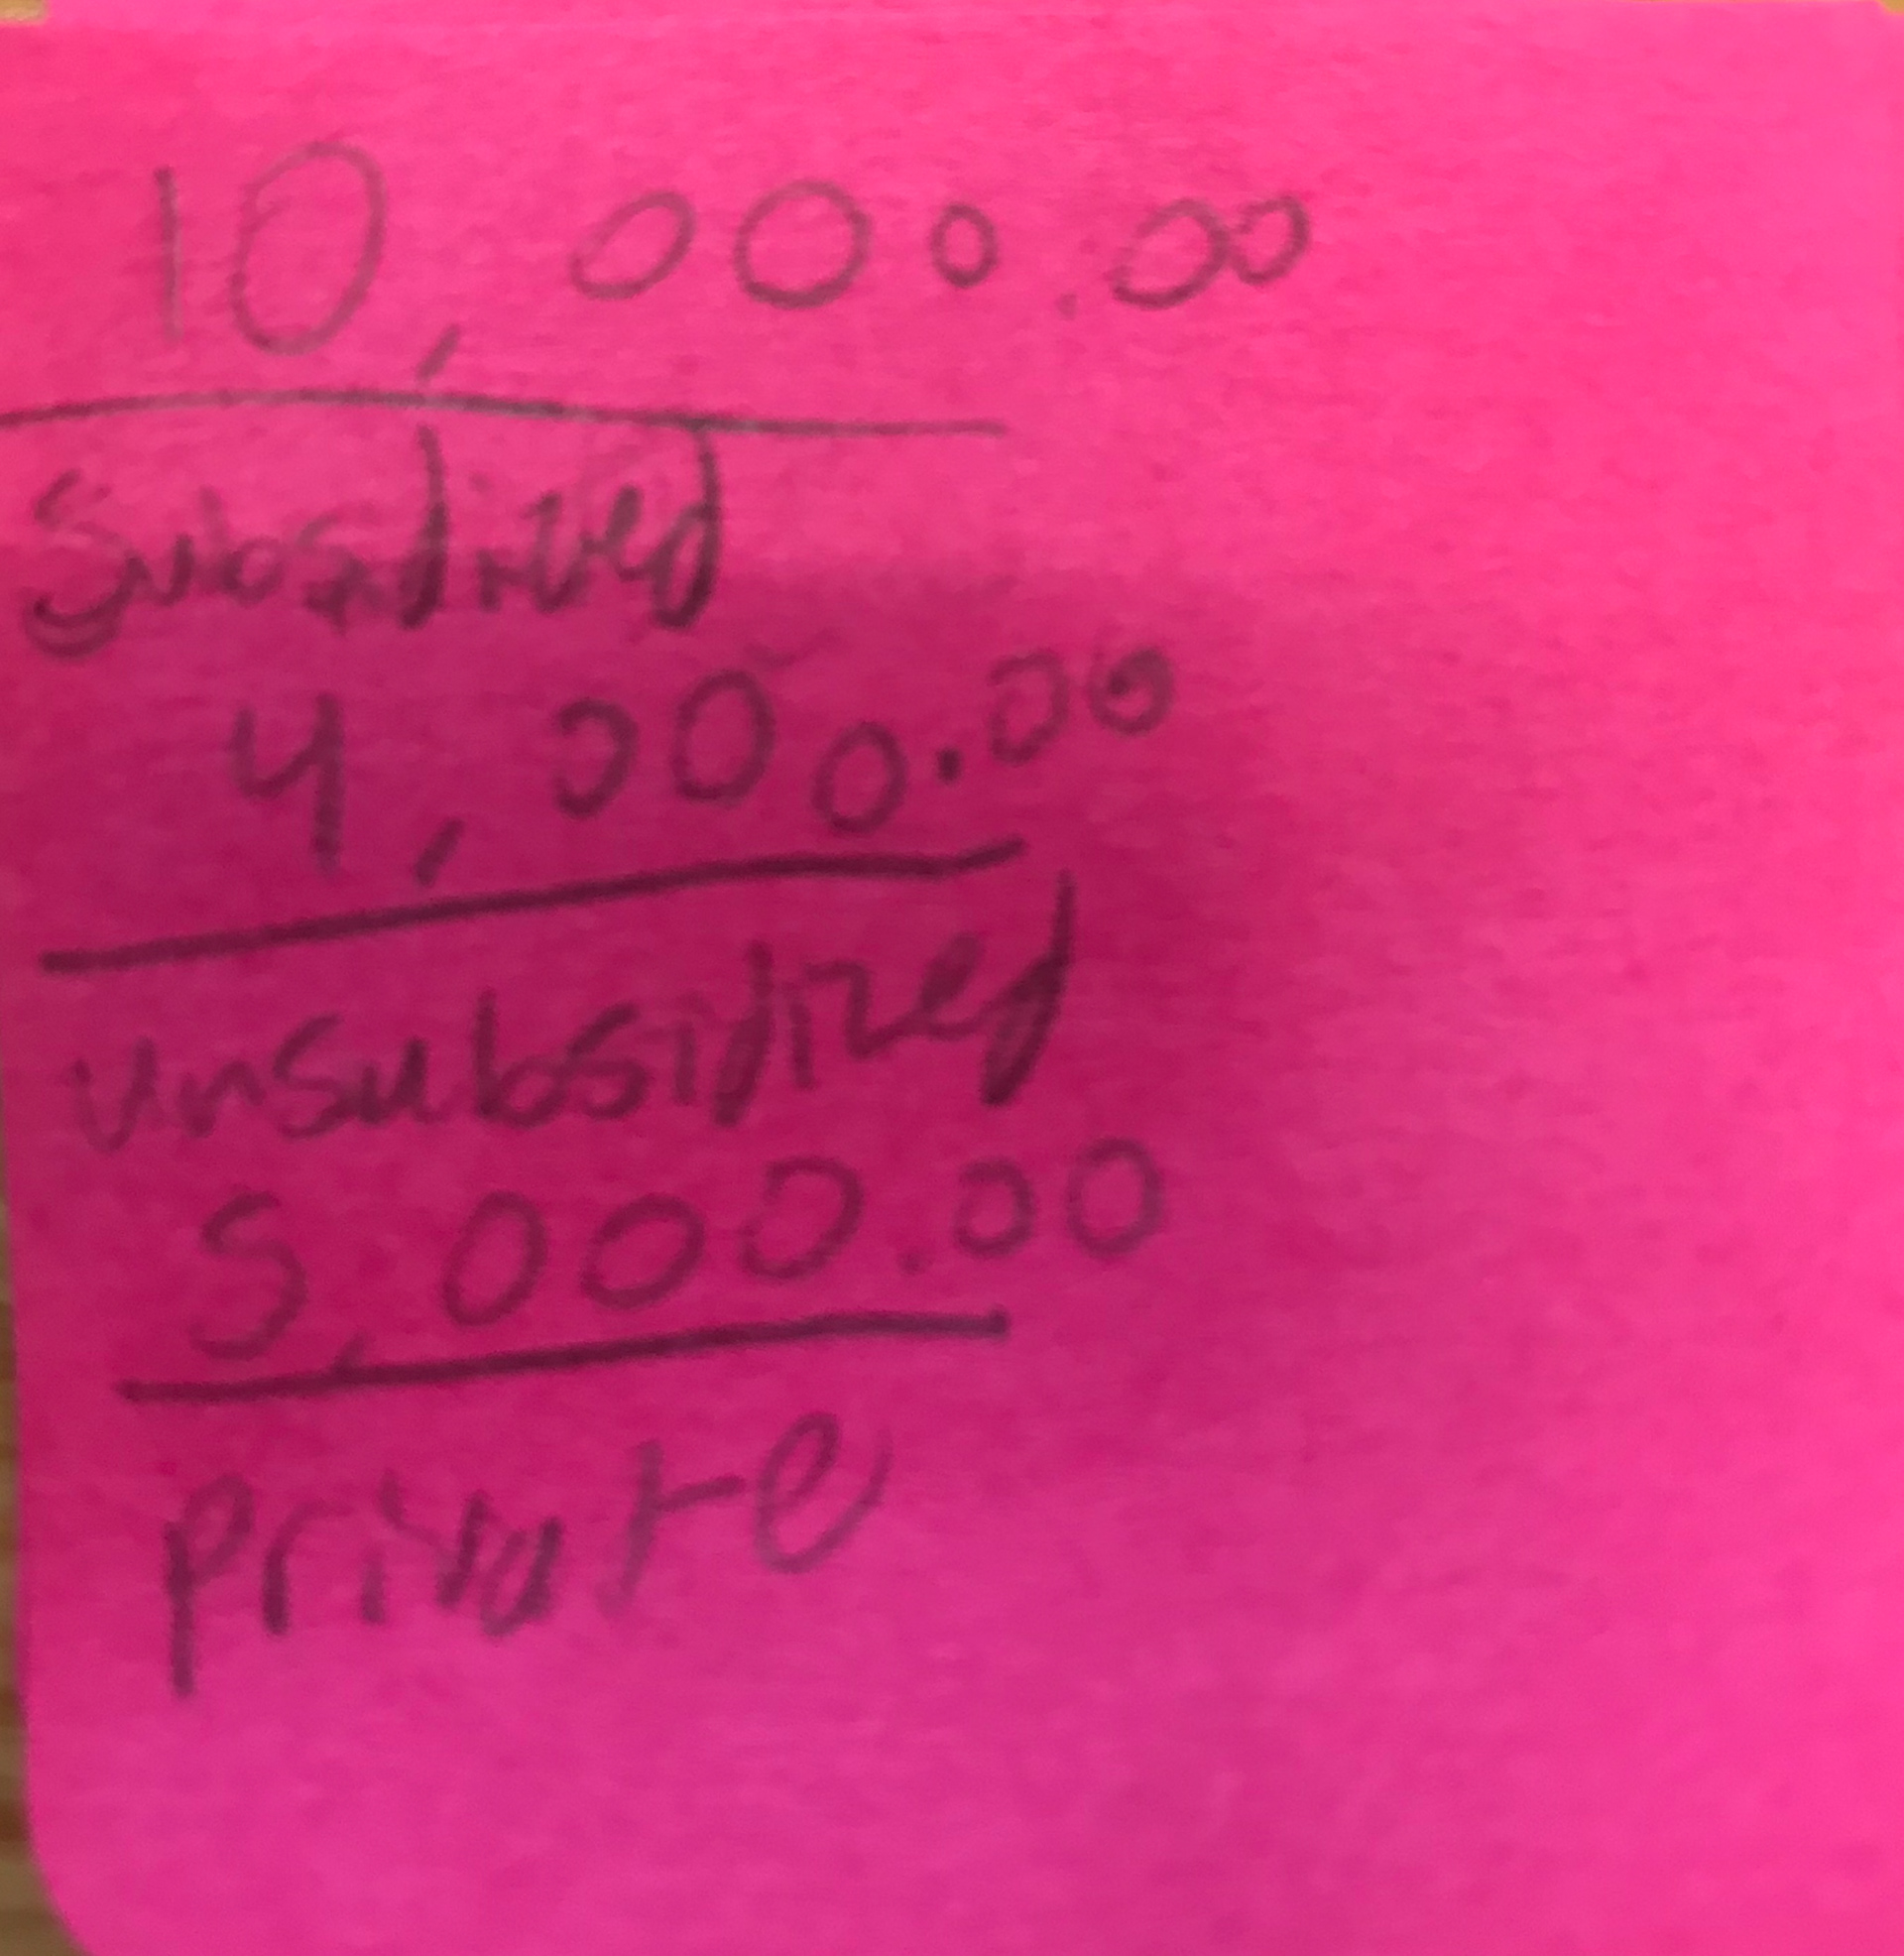 10,000.00
Subsidized
4,000.00
unsubsidized
5,000.00
private